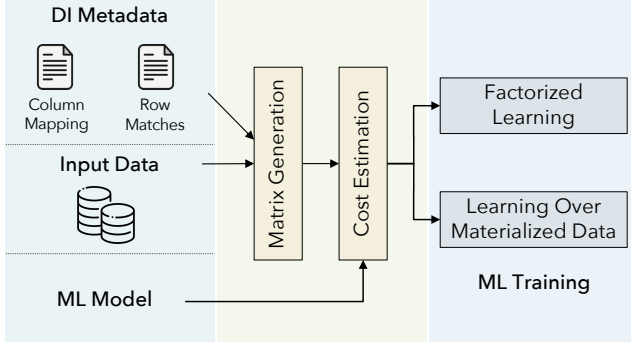 DI Metadata
Column
Mapping
Row
Matches
Input Data
ML Model
Matrix Generation
Cost Estimation
Factorized
Learning
Learning Over
Materialized Data
ML Training